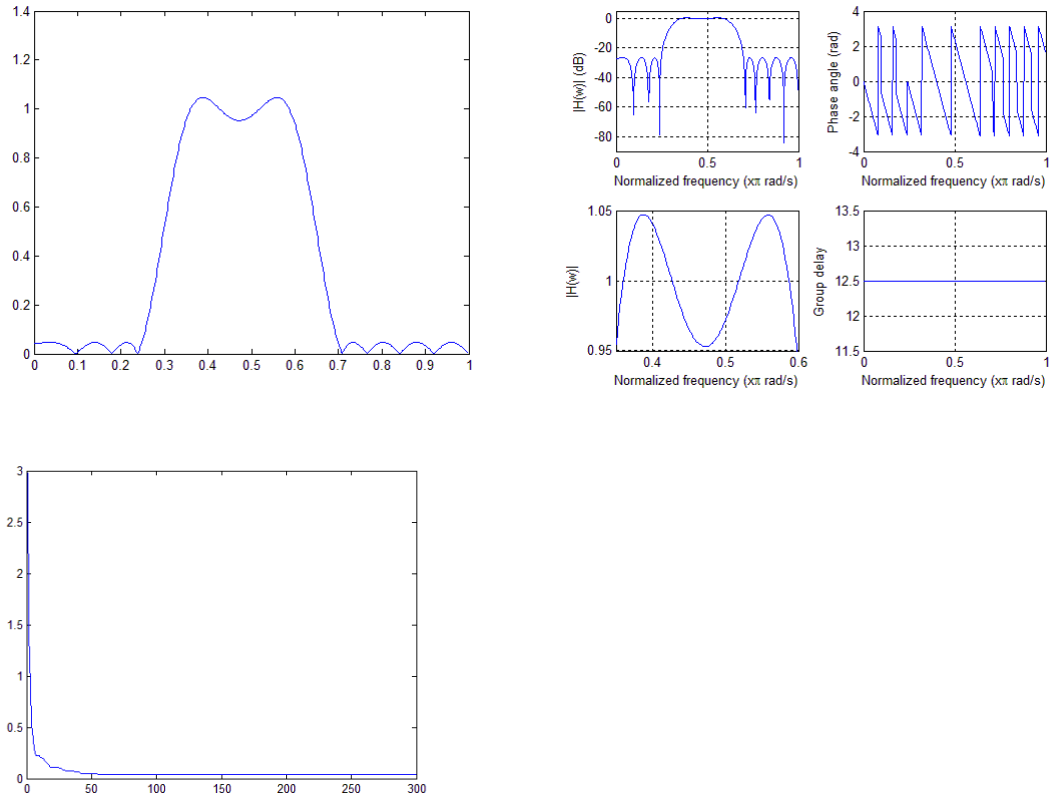 1.4
1.2
1
0.8
0.6
0.4
0.2
0
0 0.1 0.2 0.3 0.4 0.5 0.6 0.7 0.8 0.9 1
|H(w)| (dB)
0
-20
-40
-60
-80
0 0.5 1
Normalized frequency (xπ rad/s)
Phase angle (rad)
4
2
0
-2
-4
0 0.5 1
Normalized frequency (xπ rad/s)
|H(w)|
1.05
1
0.95
0.4 0.5 0.6
Normalized frequency (xπ rad/s)
Group delay
13.5
13
12.5
12
11.5
0 0.5 1
Normalized frequency (xπ rad/s)
3
2.5
2
1.5
1
0.5
0
0 50 100 150 200 250 300